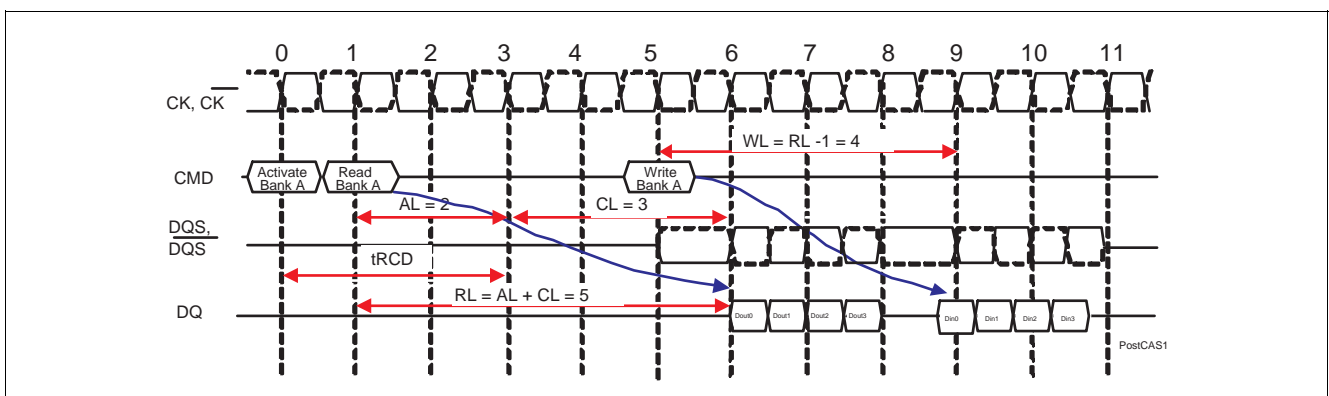 0 1 2 3 4 5 6 7 8 9 10 11
CK, CK
WL = RL -1 = 4
CMD
Activate
Bank A
Read
Bank A
Write
Bank A
AL = 2
CL = 3
DQS,
DQS
tRCD
RL = AL + CL = 5
DQ
Dout0 Dout1 Dout2 Dout3 Din0 Din1 Din2 Din3
PostCAS1